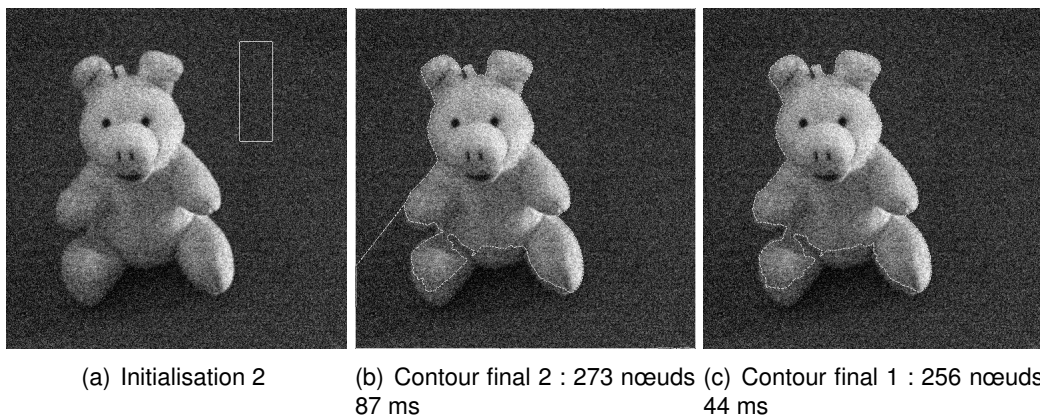 (a) Initialisation 2
(b) Contour final 2 : 273 nœuds
87 ms
(c) Contour final 1 : 256 nœuds
44 ms